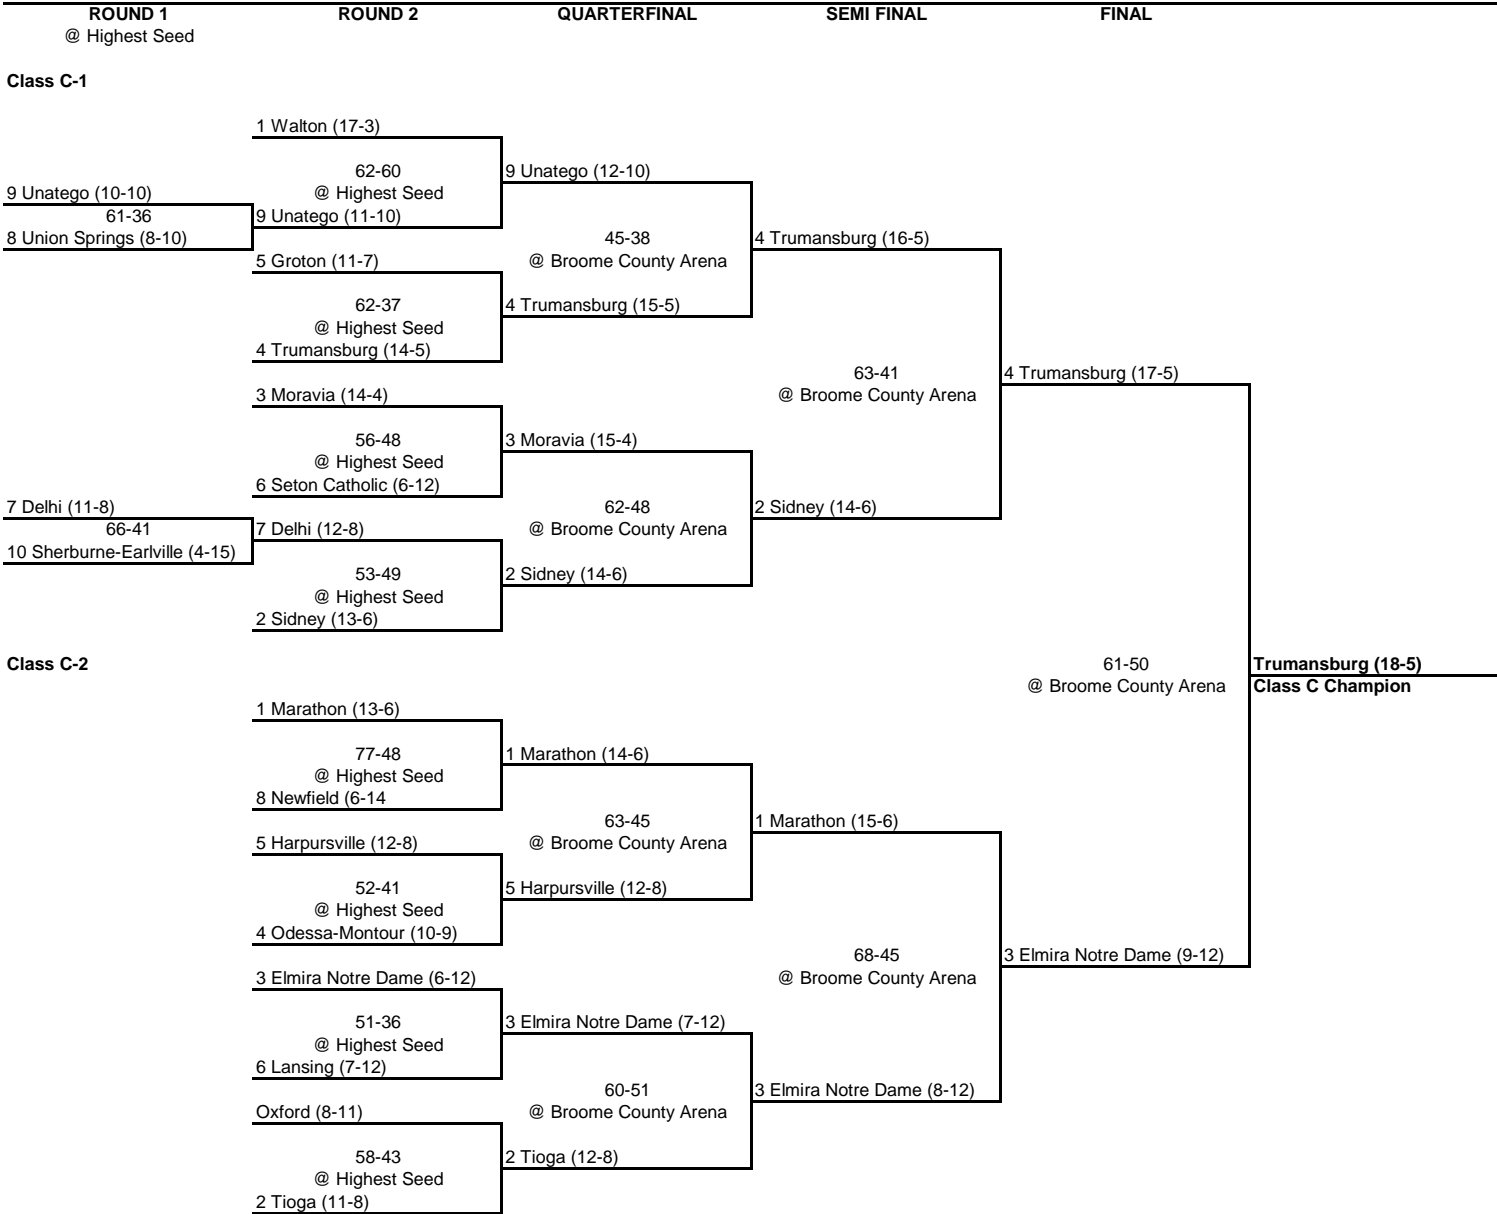 ROUND 1 ROUND 2 QUARTERFINAL SEMI FINAL FINAL
@ Highest Seed
Class C-1
1 Walton (17-3)
62-60 9 Unatego (12-10)
9 Unatego (10-10) @ Highest Seed
61-36 9 Unatego (11-10)
8 Union Springs (8-10) 45-38 4 Trumansburg (16-5)
5 Groton (11-7) @ Broome County Arena
62-37 4 Trumansburg (15-5)
@ Highest Seed
4 Trumansburg (14-5)
63-41 4 Trumansburg (17-5)
3 Moravia (14-4) @ Broome County Arena
56-48 3 Moravia (15-4)
@ Highest Seed
6 Seton Catholic (6-12)
7 Delhi (11-8) 62-48 2 Sidney (14-6)
66-41 7 Delhi (12-8) @ Broome County Arena
10 Sherburne-Earlville (4-15)
53-49 2 Sidney (14-6)
@ Highest Seed
2 Sidney (13-6)
Class C-2 61-50 Trumansburg (18-5)
@ Broome County Arena Class C Champion
1 Marathon (13-6)
77-48 1 Marathon (14-6)
@ Highest Seed
8 Newfield (6-14
63-45 1 Marathon (15-6)
5 Harpursville (12-8) @ Broome County Arena
52-41 5 Harpursville (12-8)
@ Highest Seed
4 Odessa-Montour (10-9)
68-45 3 Elmira Notre Dame (9-12)
3 Elmira Notre Dame (6-12) @ Broome County Arena
51-36 3 Elmira Notre Dame (7-12)
@ Highest Seed
6 Lansing (7-12)
60-51 3 Elmira Notre Dame (8-12)
Oxford (8-11) @ Broome County Arena
58-43 2 Tioga (12-8)
@ Highest Seed
2 Tioga (11-8)